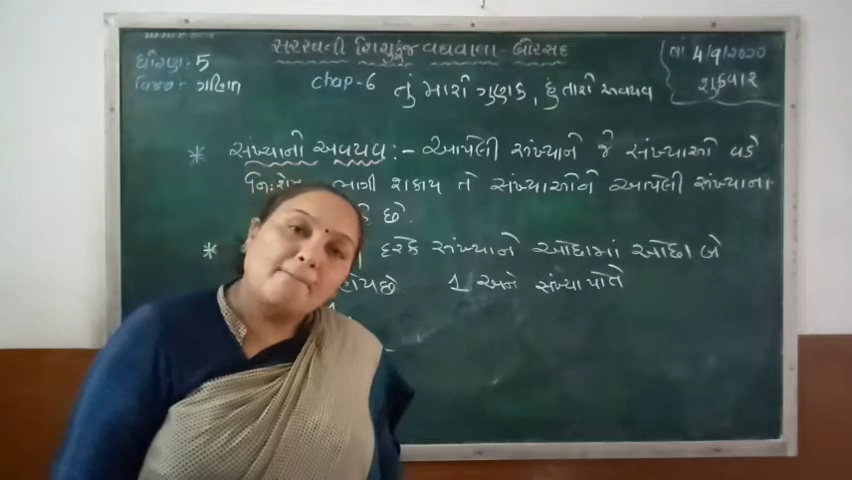 સરસ્વતી શિશુકુંજ વઘવાલા - બોરસદ
તાં 4/9/2020
શુક્રવાર
ધોરણ:- 5
વિષય:- ગણિત
chap-6 તું મારો ગુણક, હું તારો અવયવ
* સંખ્યાનો અવયવ:- આપેલી સંખ્યાને જે સંખ્યાઓ વડે
નિ:શેષ ભાગી શકાય તે સંખ્યાઓને આપેલી સંખ્યાના
છે.
* દરેક સંખ્યાને ઓછામાં ઓછા બે
હોય છે 1 અને સંખ્યા પોતે